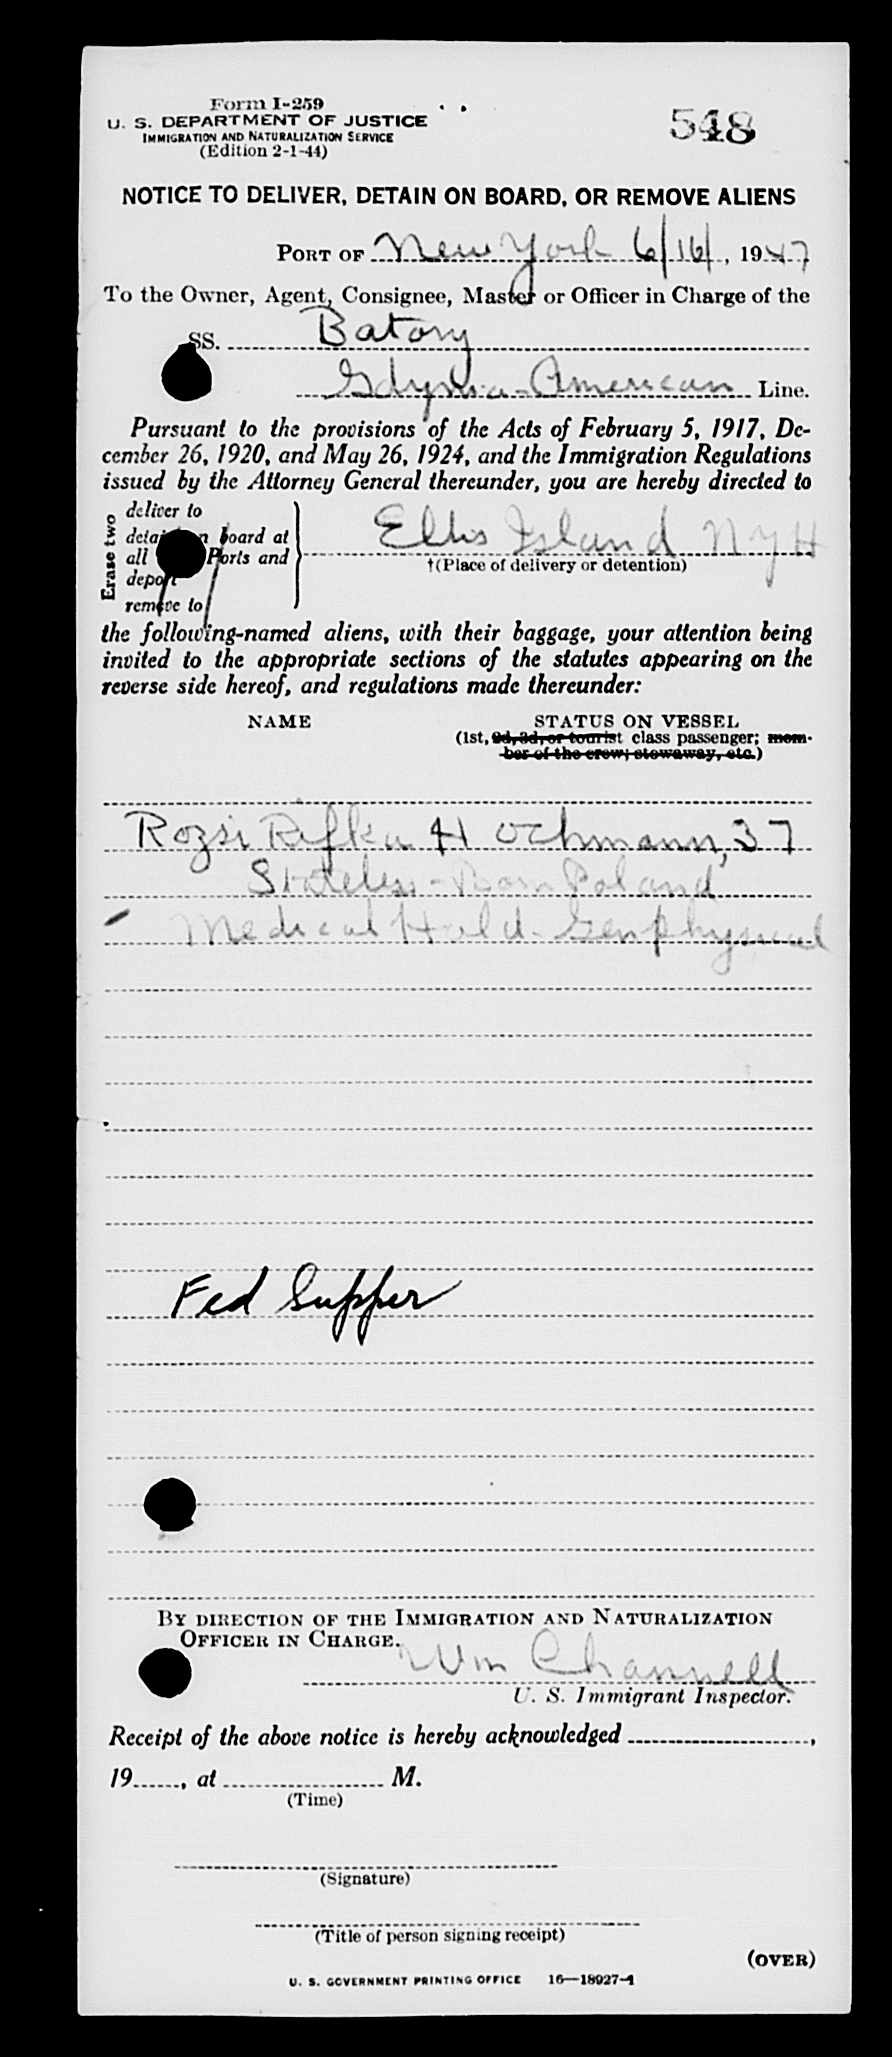 Form I-259
U. S. DEPARTMENT OF JUSTICE
IMMIGRATION AND NATURALIZATION SERVICE
(Edition 2-1-44)
548
NOTICE TO DELIVER, DETAIN ON BOARD, OR REMOVE ALIENS
PORT OF New York 6/16/, 1947
To the Owner, Agent, Consignee, Master or Officer in Charge of the
SS. Batory
Gdynia-American Line.
Pursuant to the provisions of the Acts of February 5, 1917, De-
cember 26, 1920, and May 26, 1924, and the Immigration Regulations
issued by the Attorney General thereunder, you are hereby directed to
Erase two
deliver to
detain on board at
all Ports and
deport
remove to
Ellis Island NYH
†(Place of delivery or detention)
the following-named aliens, with their baggage, your attention being
invited to the appropriate sections of the statutes appearing on the
reverse side hereof, and regulations made thereunder:
NAME STATUS ON VESSEL
(1st, 2d, 3d, or tourist class passenger; mem-
ber of the crew; stowaway, etc.)
Rozsi Rifka Hochmann, 37
Stateless - Born Poland
Medical Hold - Gen physical
Fed Supper
BY DIRECTION OF THE IMMIGRATION AND NATURALIZATION
OFFICER IN CHARGE.
Wm Channell
U. S. Immigrant Inspector.
Receipt of the above notice is hereby acknowledged ,
19 , at M.
(Time)
(Signature)
(Title of person signing receipt)
(OVER)
U. S. GOVERNMENT PRINTING OFFICE 16—18927-1